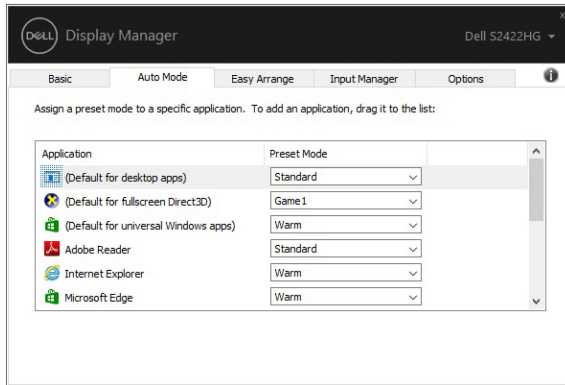 DELL Display Manager Dell S2422HG
Basic Auto Mode Easy Arrange Input Manager Options
Assign a preset mode to a specific application. To add an application, drag it to the list:
Application Preset Mode
(Default for desktop apps) Standard
(Default for fullscreen Direct3D) Game1
(Default for universal Windows apps) Warm
Adobe Reader Standard
Internet Explorer Warm
Microsoft Edge Warm